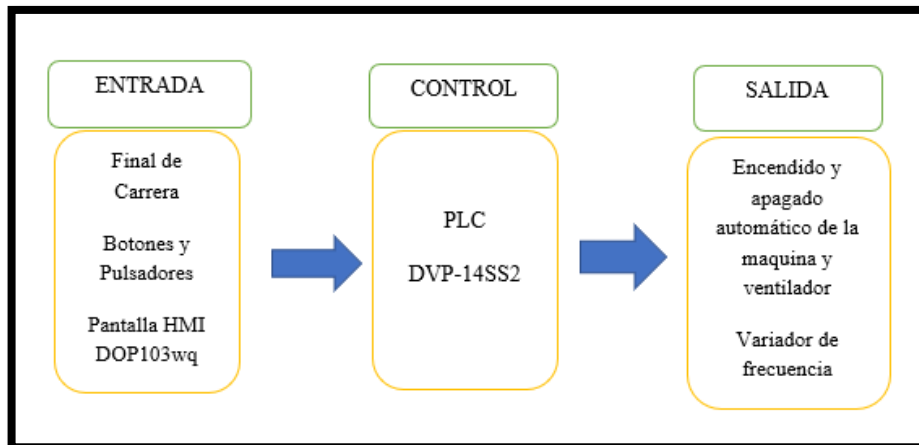 ENTRADA
Final de
Carrera
Botones y
Pulsadores
Pantalla HMI
DOP103wq
CONTROL
PLC
DVP-14SS2
SALIDA
Encendido y
apagado
automático de la
maquina y
ventilador
Variador de
frecuencia